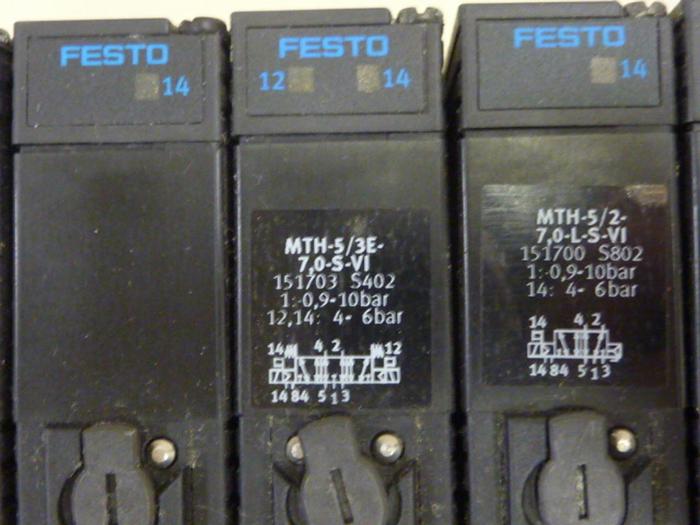 FESTO
14
FESTO
12 14
MTH-5/3E-
7,0-S-VI
151703 S402
1:-0,9-10bar
12,14: 4- 6bar
14 4 2 12
14 84 5 1 3
FESTO
14
MTH-5/2-
7,0-L-S-VI
151700 S802
1:-0,9-10bar
14: 4- 6bar
14 4 2
14 84 5 1 3